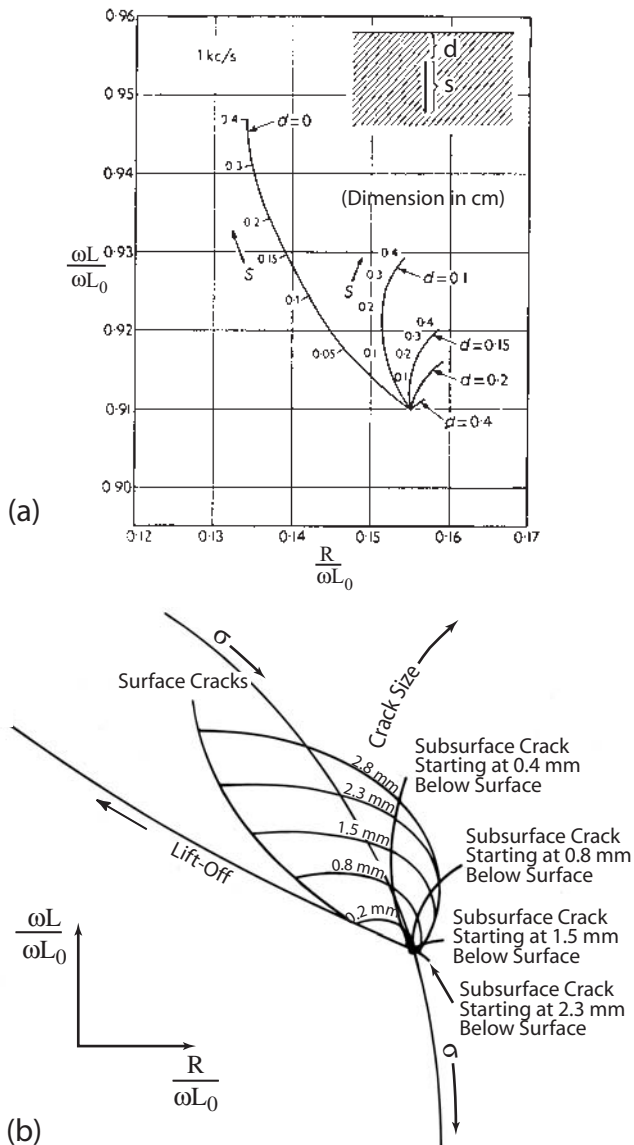 0·96
1 kc/s
d
s
0·95
0·4
d=0
0·3
0·94
(Dimension in cm)
0·2
ωL
ωL₀
0·93
S
0·15
S
0·4
0·3
d=0·1
0·1
0·2
0·92
0·4
0·3
d=0·15
0·05
0·1
0·2
d=0·2
0·1
0·91
d=0·4
0·90
(a)
0·12
0·13
0·14
0·15
0·16
0·17
R
ωL₀
σ
Surface Cracks
Crack Size
Subsurface Crack
Starting at 0.4 mm
Below Surface
2.8 mm
2.3 mm
1.5 mm
0.8 mm
0.2 mm
Lift-Off
Subsurface Crack
Starting at 0.8 mm
Below Surface
Subsurface Crack
Starting at 1.5 mm
Below Surface
Subsurface Crack
Starting at 2.3 mm
Below Surface
ωL
ωL₀
R
ωL₀
σ
(b)